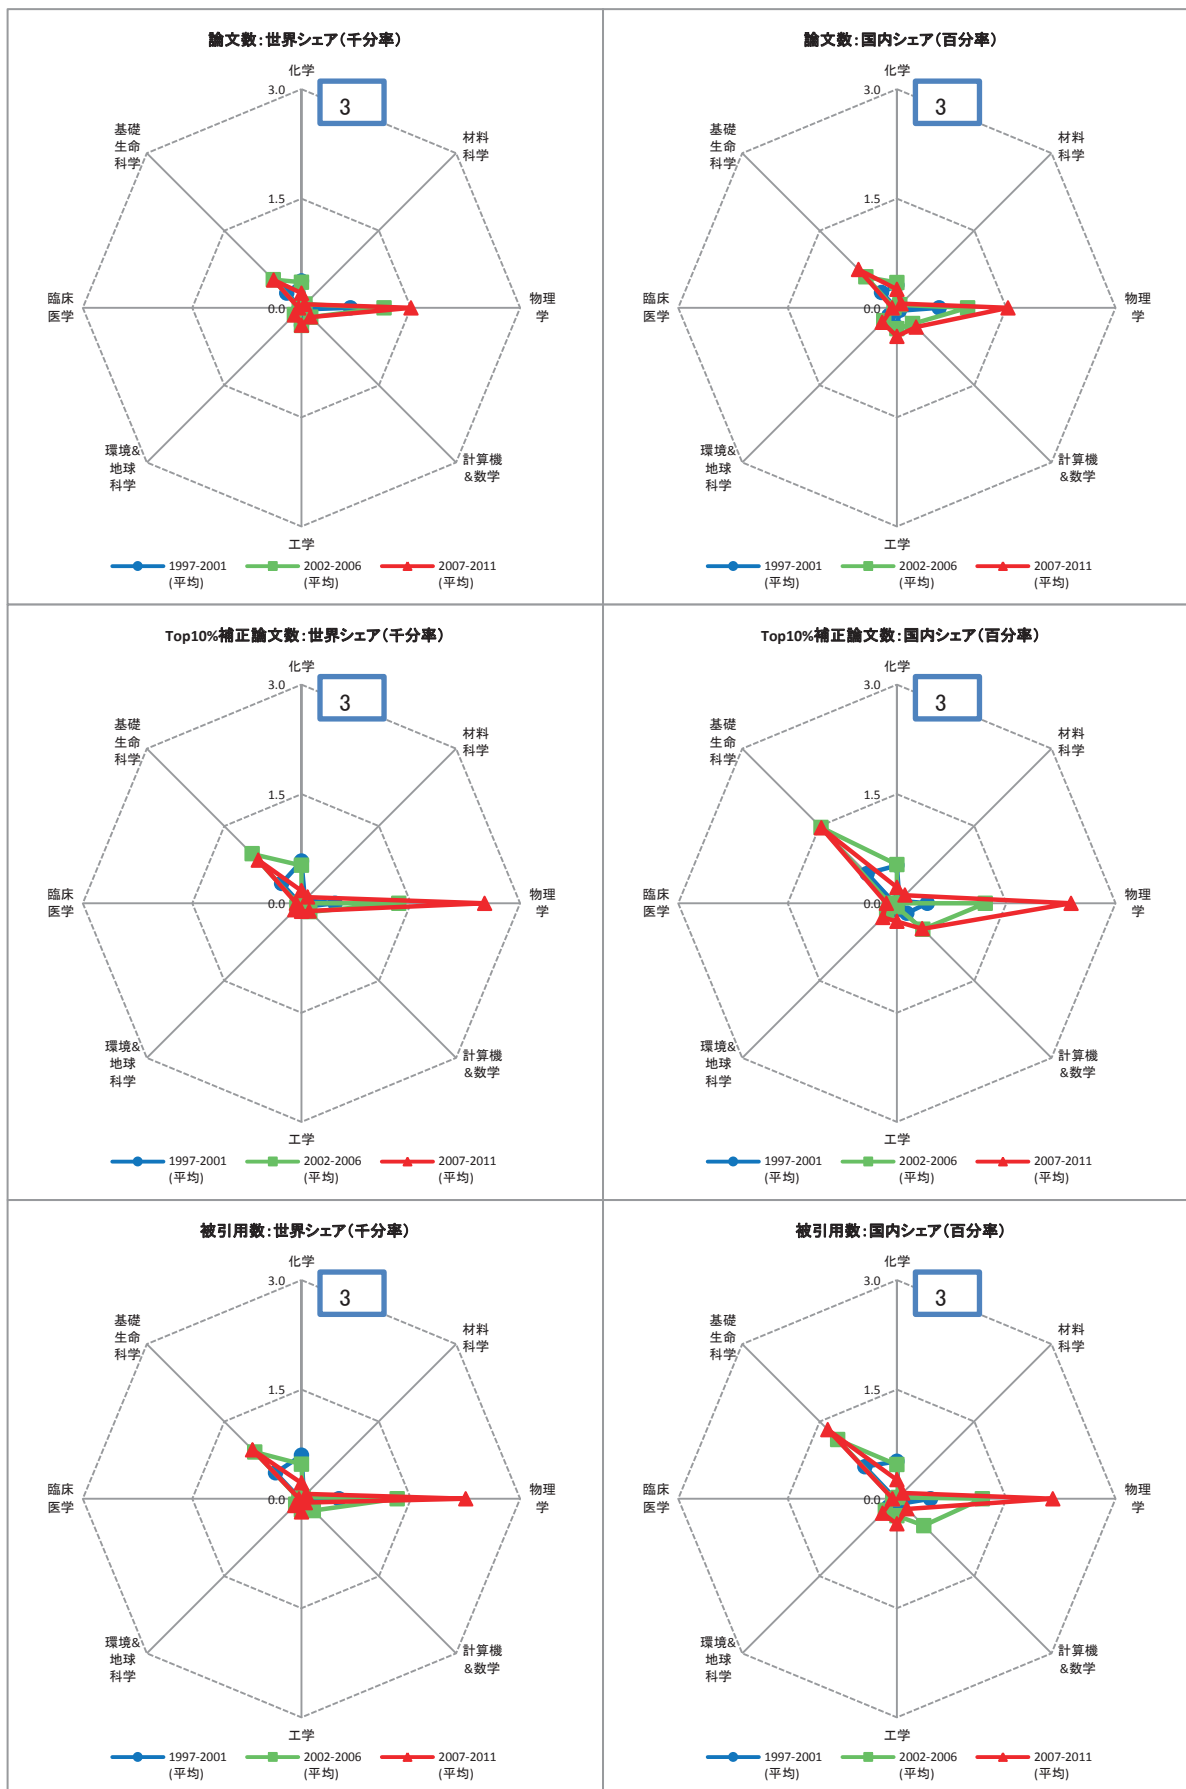 論文数：世界シェア（千分率）
化学
3.0
3
基礎
生命
科学
材料
科学
1.5
臨床
医学
0.0
物理
学
環境&
地球
科学
計算機
&数学
工学
1997-2001
(平均)
2002-2006
(平均)
2007-2011
(平均)
論文数：国内シェア（百分率）
化学
3.0
3
基礎
生命
科学
材料
科学
1.5
臨床
医学
0.0
物理
学
環境&
地球
科学
計算機
&数学
工学
1997-2001
(平均)
2002-2006
(平均)
2007-2011
(平均)
Top10%補正論文数：世界シェア（千分率）
化学
3.0
3
基礎
生命
科学
材料
科学
1.5
臨床
医学
0.0
物理
学
環境&
地球
科学
計算機
&数学
工学
1997-2001
(平均)
2002-2006
(平均)
2007-2011
(平均)
Top10%補正論文数：国内シェア（百分率）
化学
3.0
3
基礎
生命
科学
材料
科学
1.5
臨床
医学
0.0
物理
学
環境&
地球
科学
計算機
&数学
工学
1997-2001
(平均)
2002-2006
(平均)
2007-2011
(平均)
被引用数：世界シェア（千分率）
化学
3.0
3
基礎
生命
科学
材料
科学
1.5
臨床
医学
0.0
物理
学
環境&
地球
科学
計算機
&数学
工学
1997-2001
(平均)
2002-2006
(平均)
2007-2011
(平均)
被引用数：国内シェア（百分率）
化学
3.0
3
基礎
生命
科学
材料
科学
1.5
臨床
医学
0.0
物理
学
環境&
地球
科学
計算機
&数学
工学
1997-2001
(平均)
2002-2006
(平均)
2007-2011
(平均)